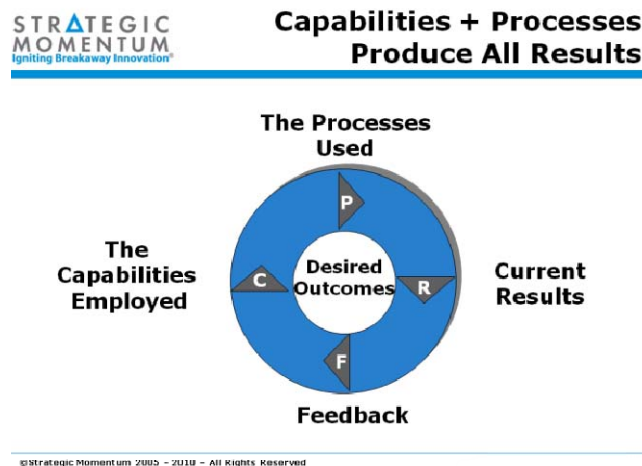 STRATEGIC
MOMENTUM
Igniting Breakaway Innovation®
Capabilities + Processes
Produce All Results
The Processes
Used
P
The
Capabilities
Employed
C
Desired
Outcomes
R
Current
Results
F
Feedback
©Strategic Momentum 2005 - 2010 - All Rights Reserved